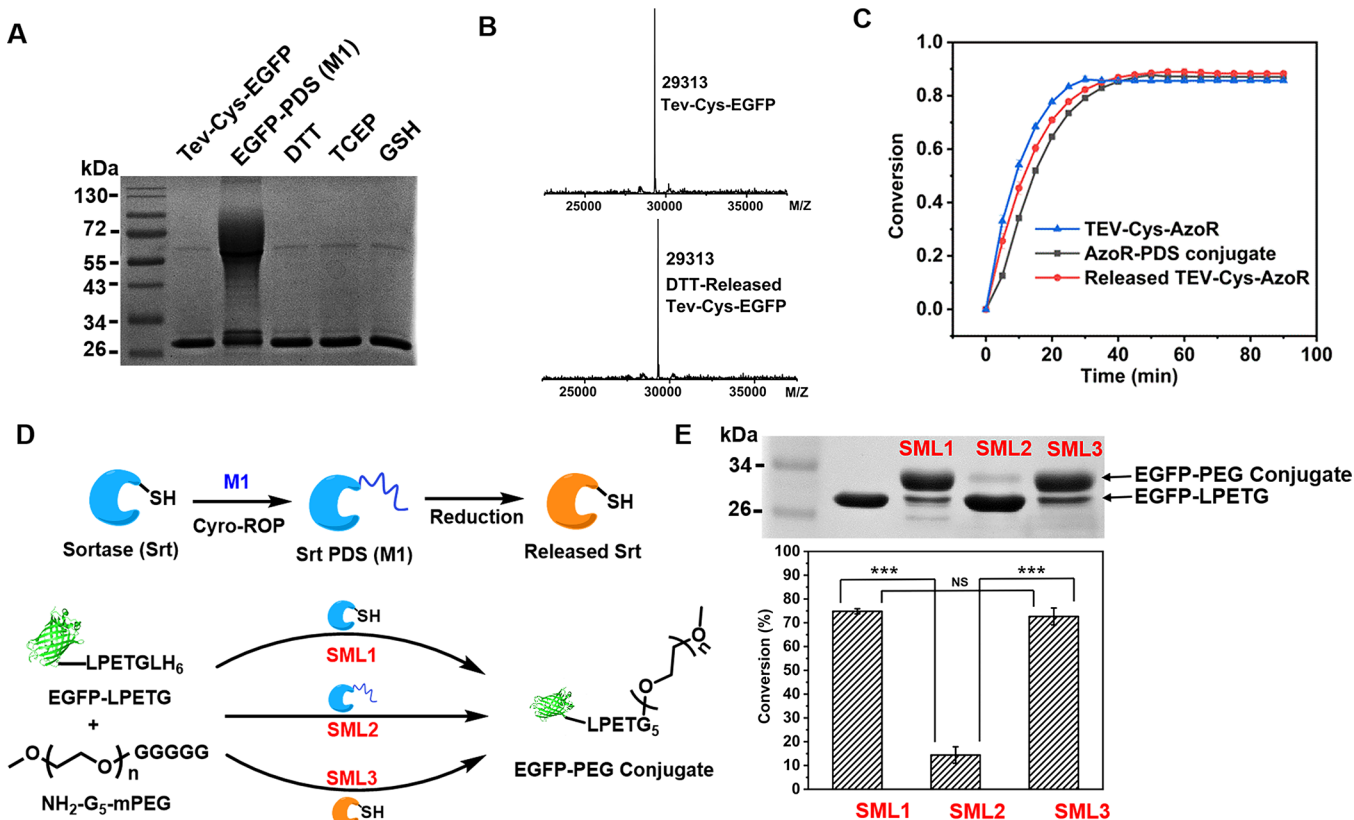 A
Tev-Cys-EGFP
EGFP-PDS (M1)
DTT
TCEP
GSH
kDa
130
72
55
43
34
26
B
29313
Tev-Cys-EGFP
25000 30000 35000 M/Z
29313
DTT-Released
Tev-Cys-EGFP
25000 30000 35000 M/Z
C
Conversion
1.0
0.8
0.6
0.4
0.2
0.0
TEV-Cys-AzoR
AzoR-PDS conjugate
Released TEV-Cys-AzoR
0 20 40 60 80 100
Time (min)
D
SH
M1
Cyro-ROP
Reduction
SH
Sortase (Srt)
Srt PDS (M1)
Released Srt
LPETGLH6
EGFP-LPETG
+
O O n GGGGG
NH2-G5-mPEG
SH
SML1
SML2
SML3
SH
O n
O
LPETG5
EGFP-PEG Conjugate
E
kDa
34
26
SML1 SML2 SML3
EGFP-PEG Conjugate
EGFP-LPETG
Conversion (%)
100
90
80
70
60
50
40
30
20
10
0
*** NS ***
SML1 SML2 SML3